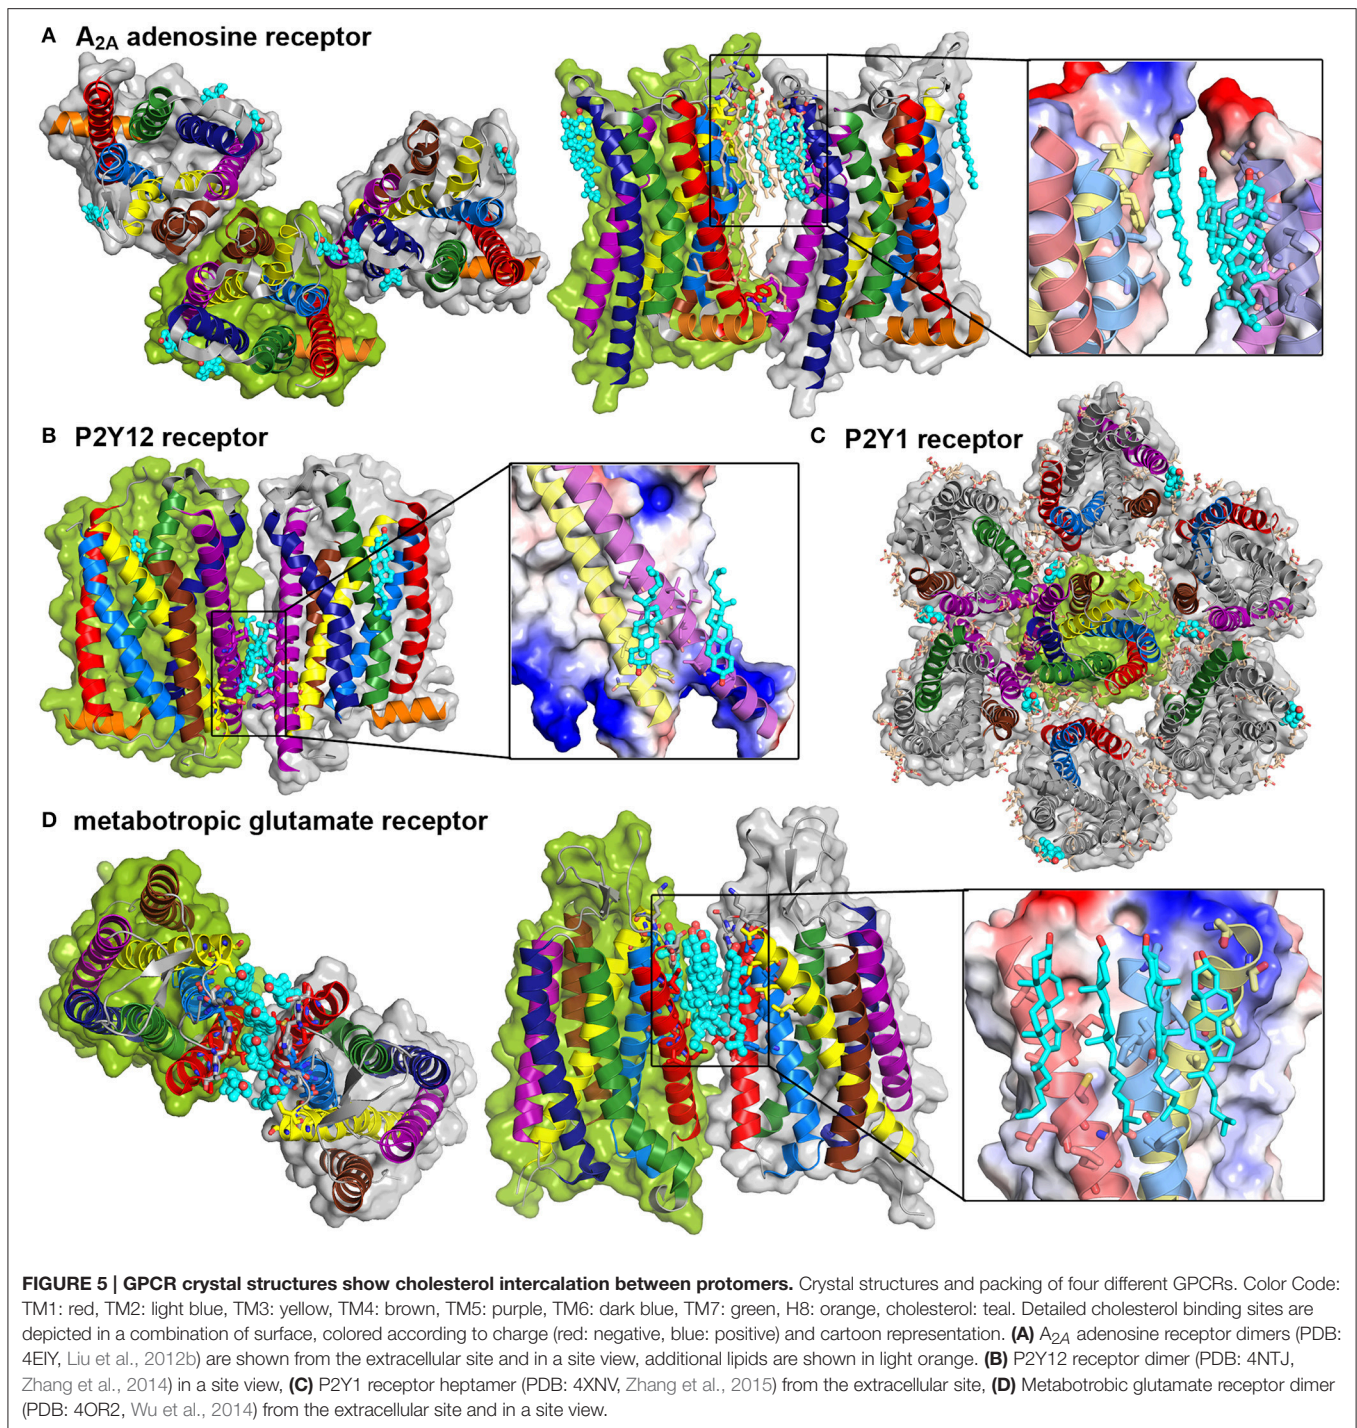 A A2A adenosine receptor
B P2Y12 receptor
C P2Y1 receptor
D metabotropic glutamate receptor
FIGURE 5 | GPCR crystal structures show cholesterol intercalation between protomers. Crystal structures and packing of four different GPCRs. Color Code:
TM1: red, TM2: light blue, TM3: yellow, TM4: brown, TM5: purple, TM6: dark blue, TM7: green, H8: orange, cholesterol: teal. Detailed cholesterol binding sites are
depicted in a combination of surface, colored according to charge (red: negative, blue: positive) and cartoon representation. (A) A2A adenosine receptor dimers (PDB:
4EIY, Liu et al., 2012b) are shown from the extracellular site and in a site view, additional lipids are shown in light orange. (B) P2Y12 receptor dimer (PDB: 4NTJ,
Zhang et al., 2014) in a site view, (C) P2Y1 receptor heptamer (PDB: 4XNV, Zhang et al., 2015) from the extracellular site, (D) Metabotrobic glutamate receptor dimer
(PDB: 4OR2, Wu et al., 2014) from the extracellular site and in a site view.